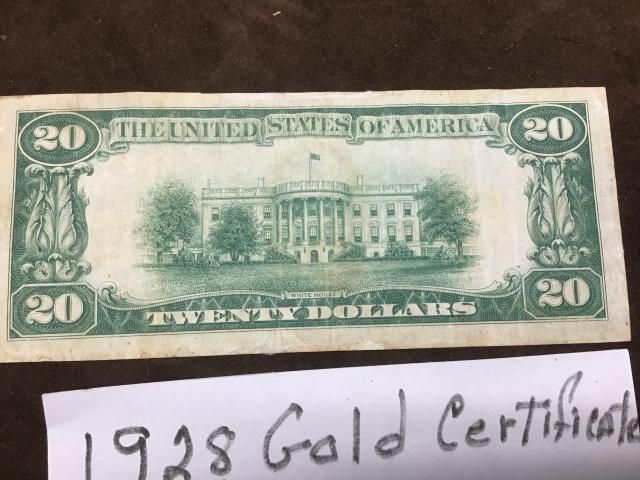 20 THE UNITED STATES OF AMERICA 20
WHITE HOUSE
20 TWENTY DOLLARS 20
1928 Gold Certificate